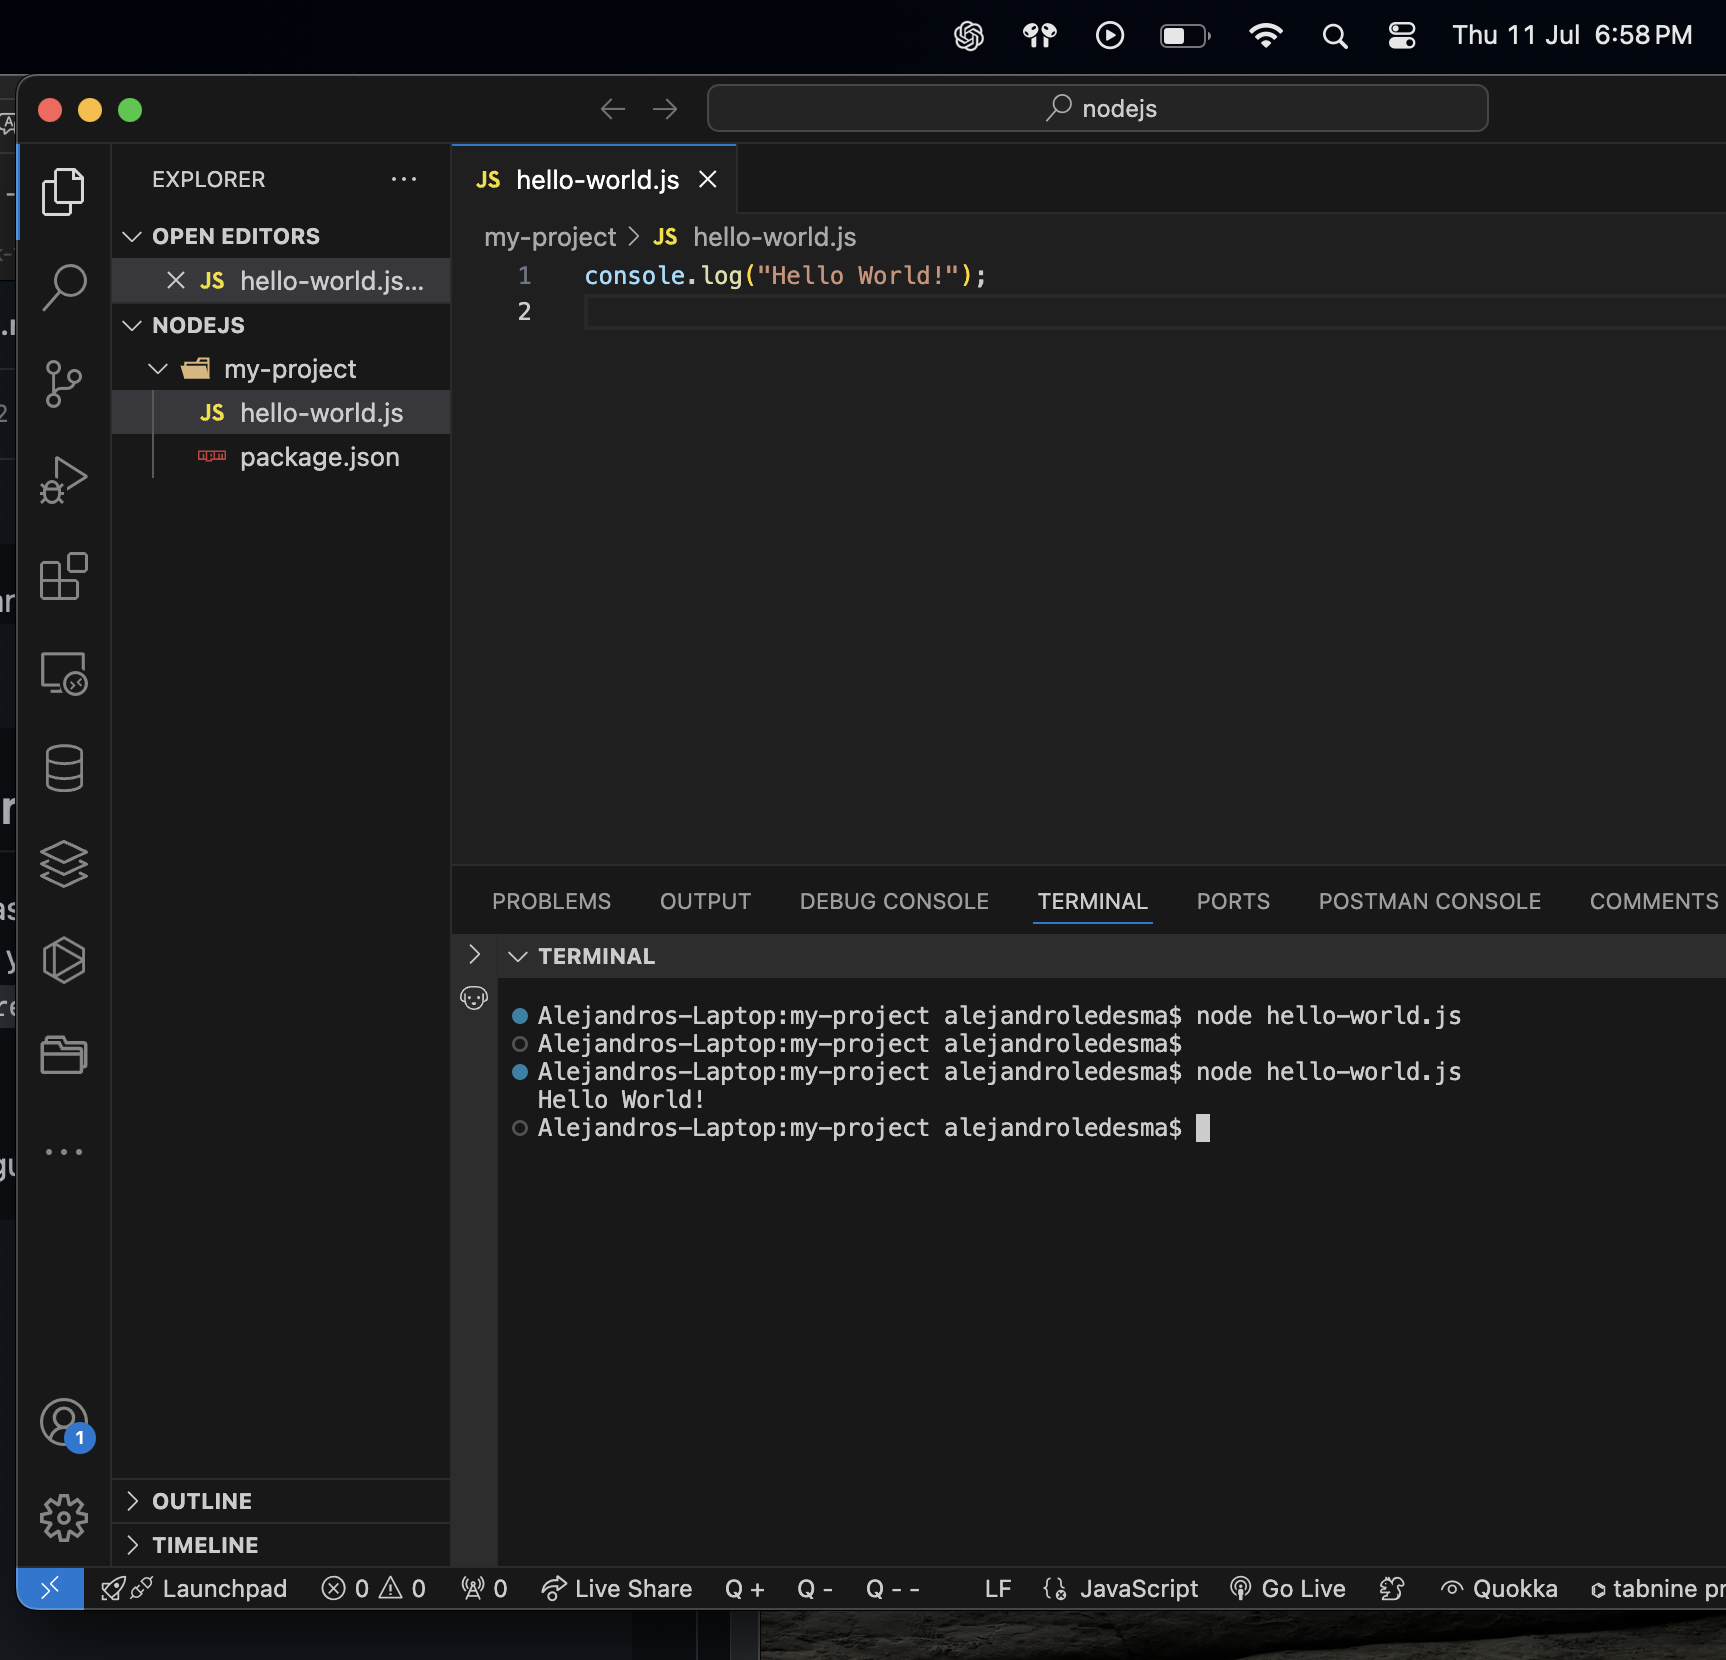 Thu 11 Jul 6:58 PM
nodejs
EXPLORER
OPEN EDITORS
JS hello-world.js...
NODEJS
my-project
JS hello-world.js
package.json
JS hello-world.js
my-project > JS hello-world.js
1 console.log("Hello World!");
2
PROBLEMS OUTPUT DEBUG CONSOLE TERMINAL PORTS POSTMAN CONSOLE COMMENTS
TERMINAL
Alejandros-Laptop:my-project alejandroledesma$ node hello-world.js
Alejandros-Laptop:my-project alejandroledesma$
Alejandros-Laptop:my-project alejandroledesma$ node hello-world.js
Hello World!
Alejandros-Laptop:my-project alejandroledesma$
1
OUTLINE
TIMELINE
Launchpad 0 0 0 Live Share Q + Q - Q - - LF JavaScript Go Live Quokka tabnine pr